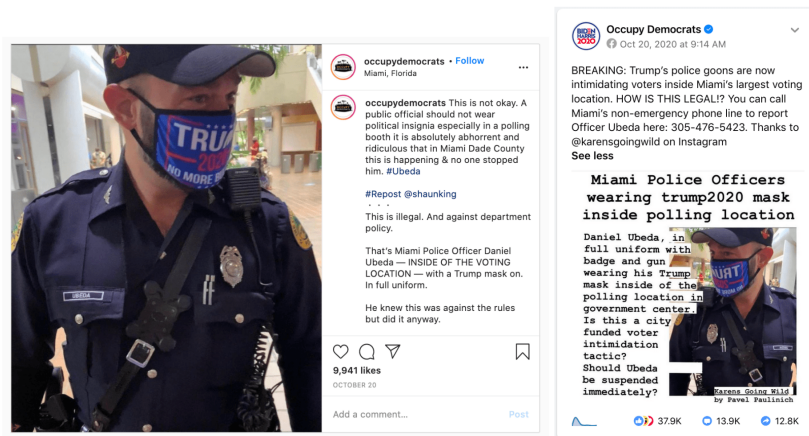 TRUM
2020
NO MORE B
UBEDA
occupydemocrats • Follow
Miami, Florida
occupydemocrats This is not okay. A
public official should not wear
political insignia especially in a polling
booth it is absolutely abhorrent and
ridiculous that in Miami Dade County
this is happening & no one stopped
him. #Ubeda
#Repost @shaunking
・・・
This is illegal. And against department
policy.
That's Miami Police Officer Daniel
Ubeda — INSIDE OF THE VOTING
LOCATION — with a Trump mask on.
In full uniform.
He knew this was against the rules
but did it anyway.
9,941 likes
OCTOBER 20
Add a comment...
Post
BIDEN
HARRIS
2020
Occupy Democrats
Oct 20, 2020 at 9:14 AM
BREAKING: Trump's police goons are now
intimidating voters inside Miami's largest voting
location. HOW IS THIS LEGAL!? You can call
Miami's non-emergency phone line to report
Officer Ubeda here: 305-476-5423. Thanks to
@karensgoingwild on Instagram
See less
Miami Police Officers
wearing trump2020 mask
inside polling location
Daniel Ubeda, in
full uniform with
badge and gun
wearing his Trump
mask inside of the
polling location in
government center.
Is this a city
funded voter
intimidation
tactic?
Should Ubeda
be suspended
immediately?
Karens Going Wild
by Pavel Paulinich
37.9K
13.9K
12.8K